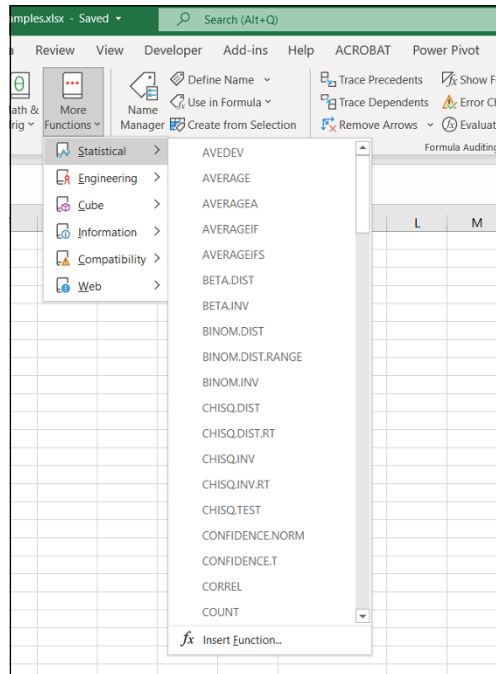 amples.xlsx - Saved
Search (Alt+Q)
Review View Developer Add-ins Help ACROBAT Power Pivot
Math & Trig
More Functions
Name Manager
Define Name
Use in Formula
Create from Selection
Trace Precedents
Trace Dependents
Remove Arrows
Show F
Error Ch
Evaluat
Formula Auditing
Statistical
Engineering
Cube
Information
Compatibility
Web
AVEDEV
AVERAGE
AVERAGEA
AVERAGEIF
AVERAGEIFS
BETA.DIST
BETA.INV
BINOM.DIST
BINOM.DIST.RANGE
BINOM.INV
CHISQ.DIST
CHISQ.DIST.RT
CHISQ.INV
CHISQ.INV.RT
CHISQ.TEST
CONFIDENCE.NORM
CONFIDENCE.T
CORREL
COUNT
fx Insert Function...
L M